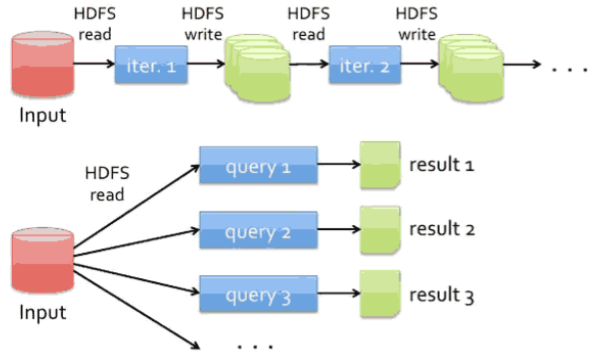 HDFS read
HDFS write
HDFS read
HDFS write
iter. 1
iter. 2
. . .
Input
HDFS read
query 1
result 1
query 2
result 2
query 3
result 3
Input
. . .